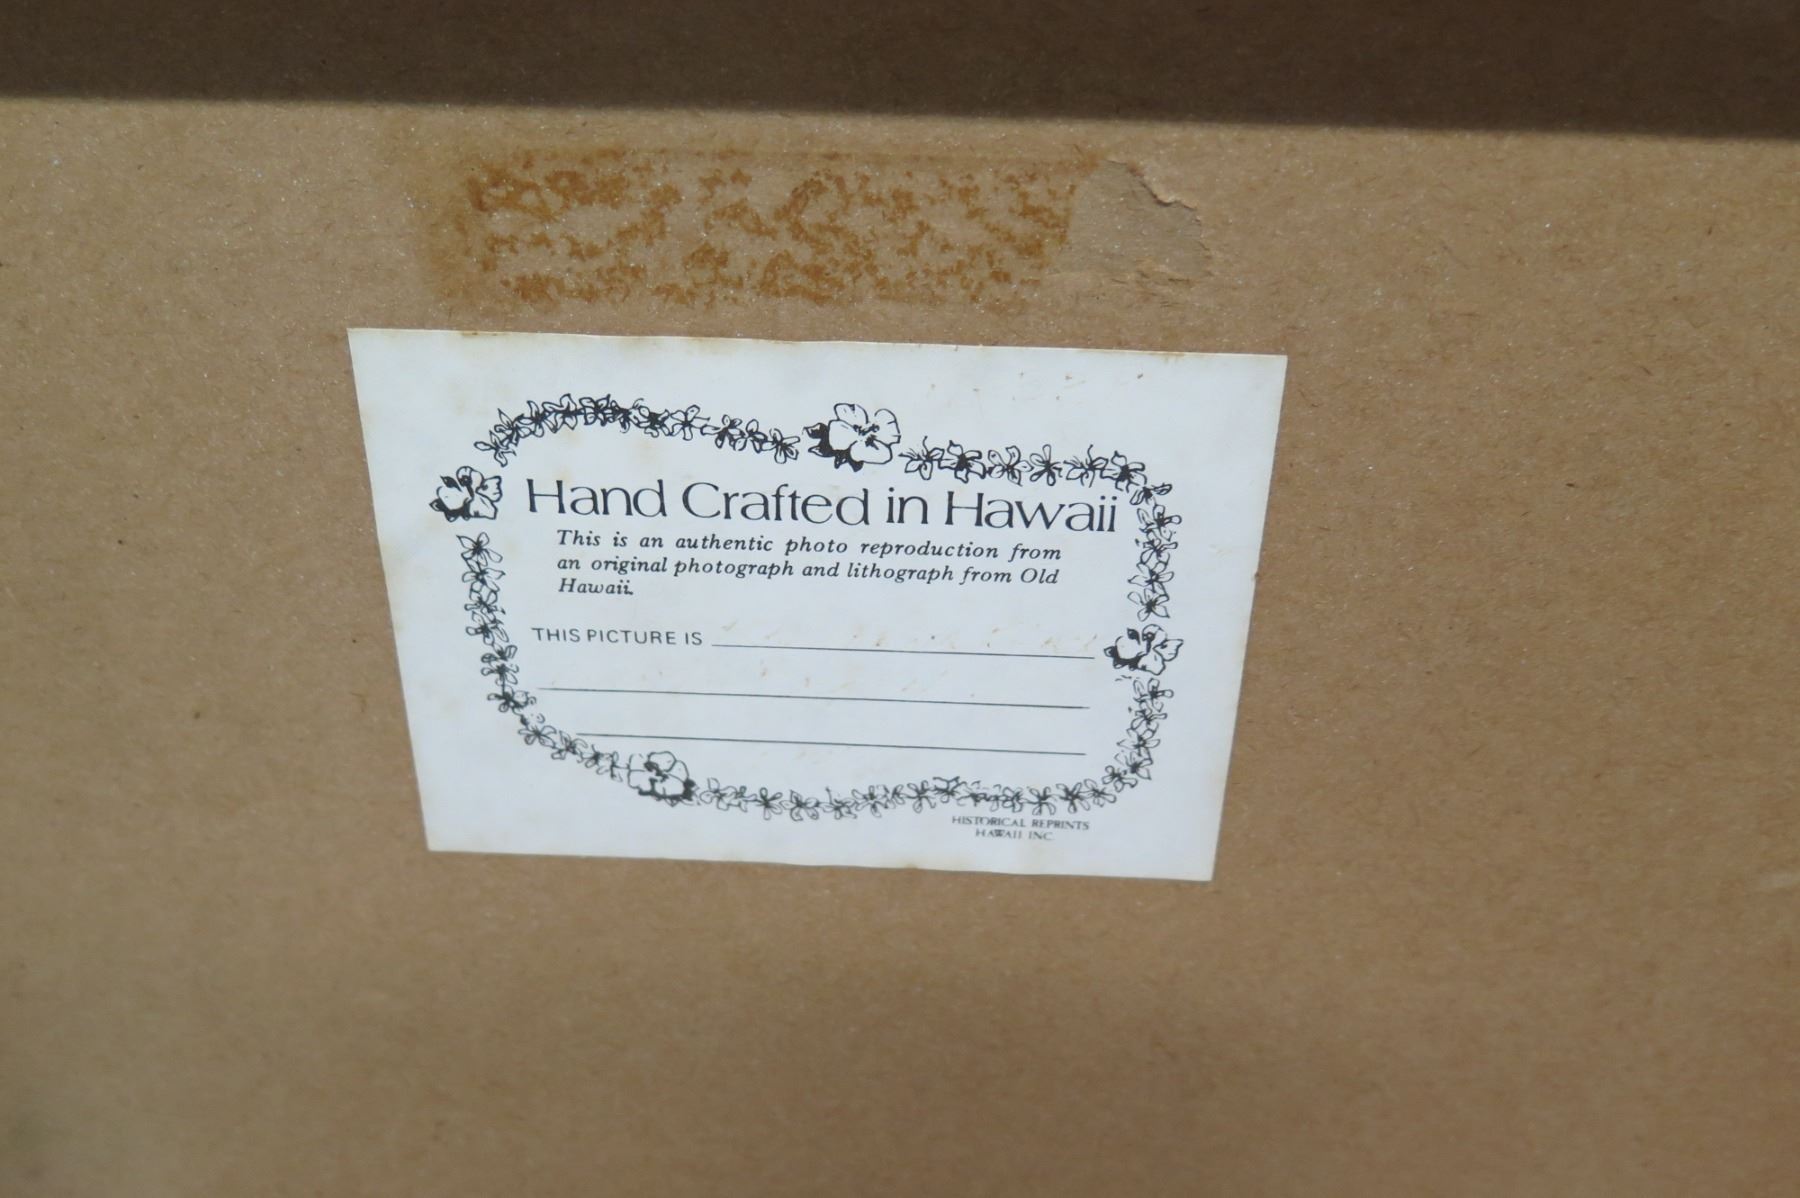 Hand Crafted in Hawaii
This is an authentic photo reproduction from
an original photograph and lithograph from Old
Hawaii.
THIS PICTURE IS
HISTORICAL REPRINTS
HAWAII INC.